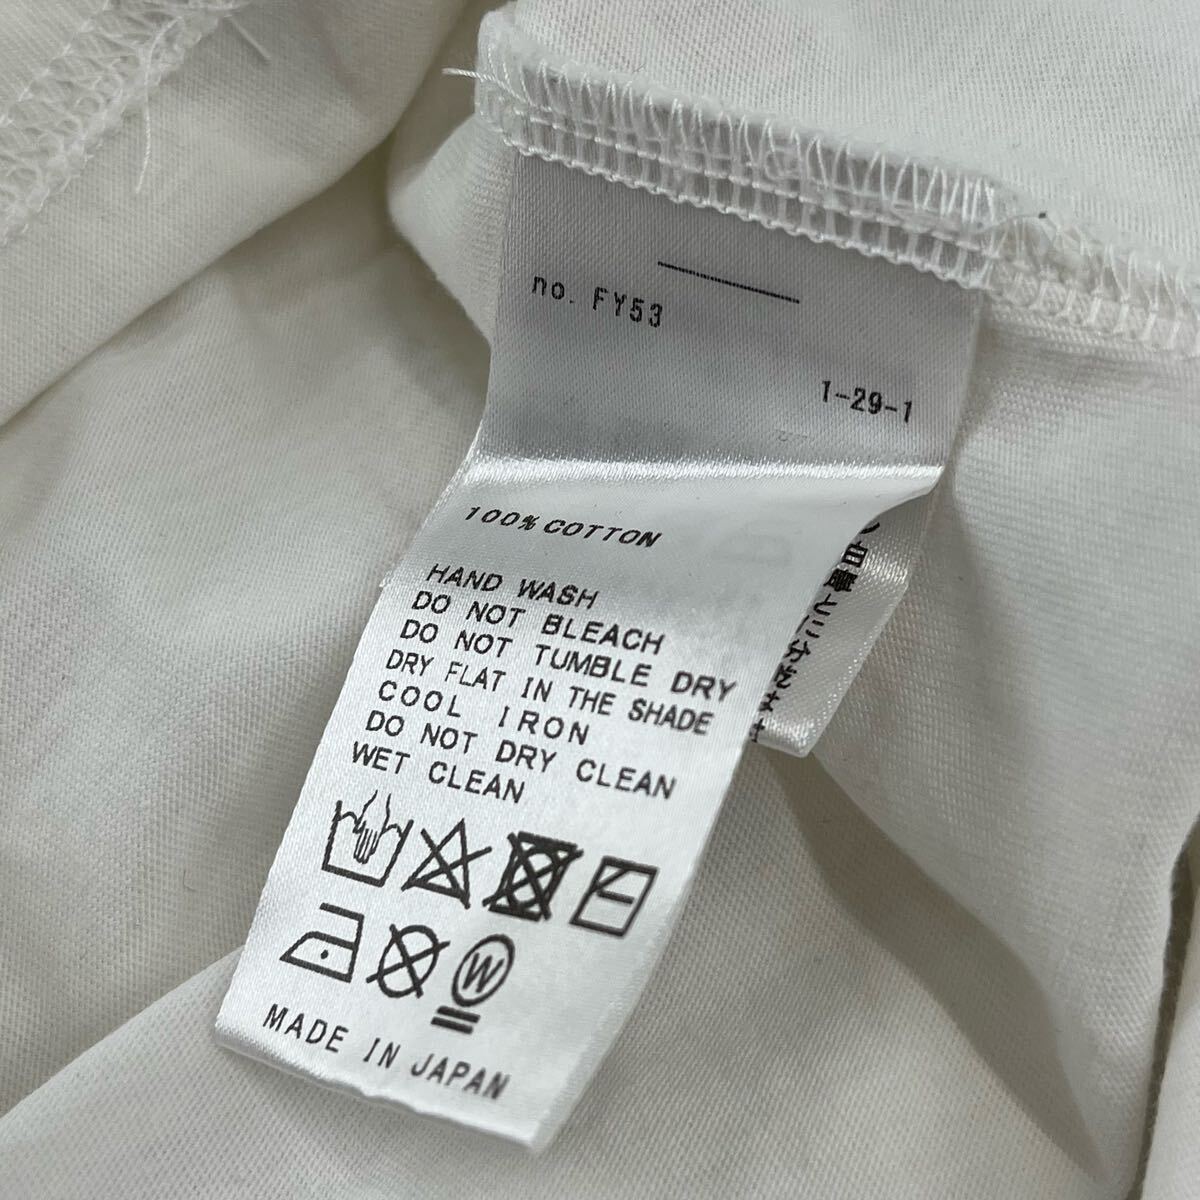 no. FY53
1-29-1
100% COTTON
HAND WASH
DO NOT BLEACH
DO NOT TUMBLE DRY
DRY FLAT IN THE SHADE
COOL IRON
DO NOT DRY CLEAN
WET CLEAN
W
MADE IN JAPAN